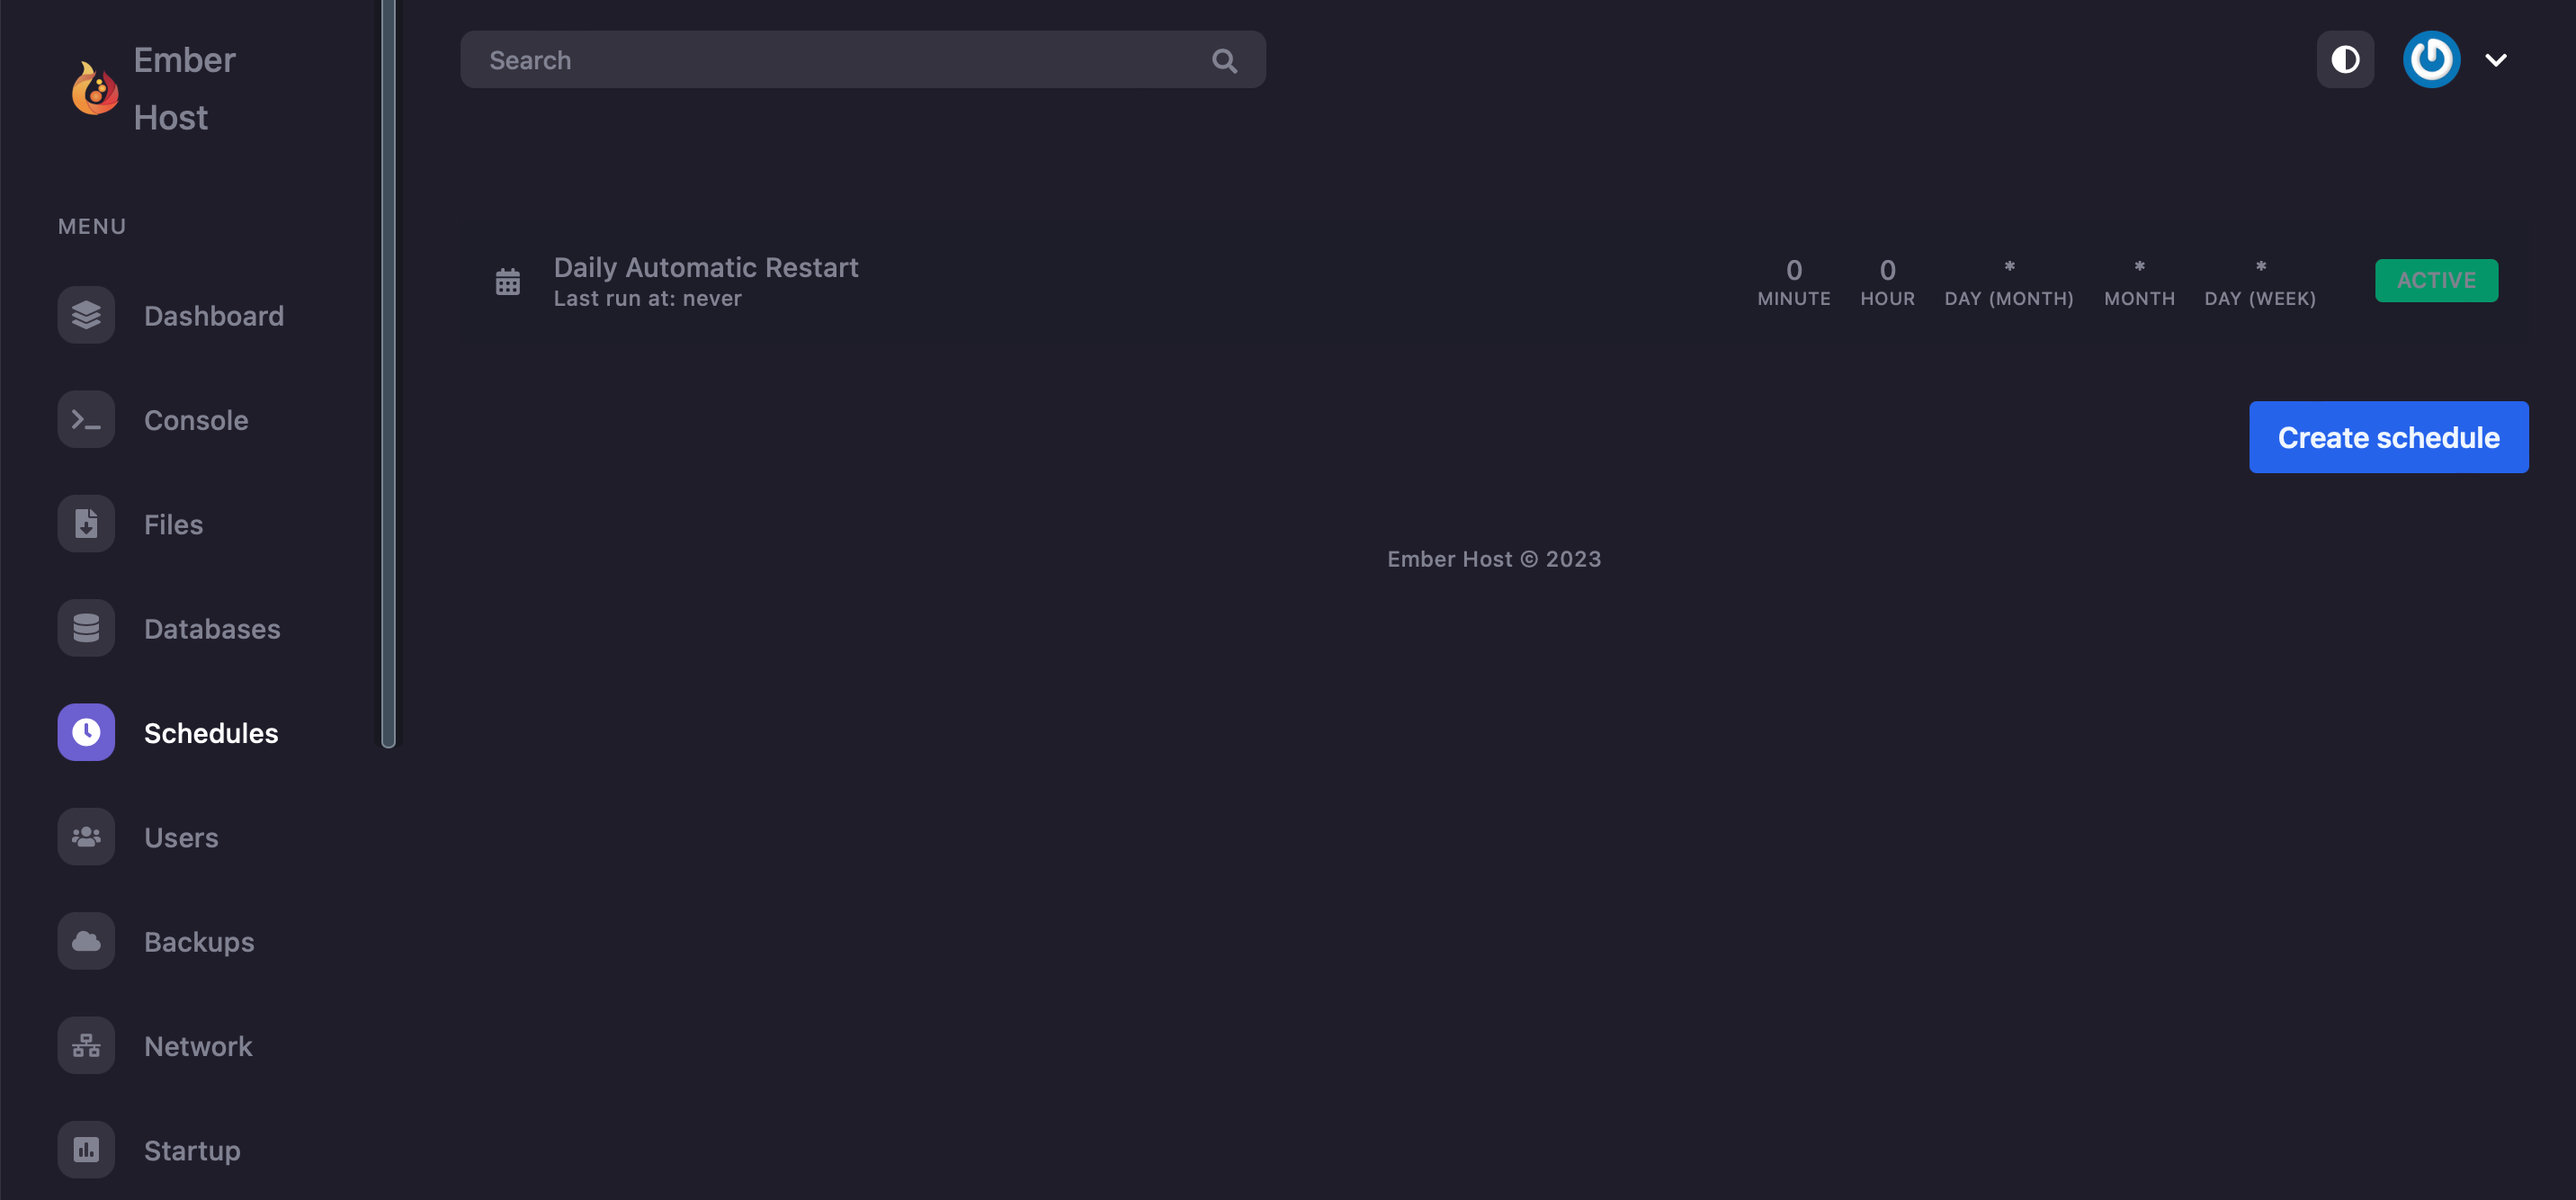 Ember
Host
Search
MENU
Dashboard
Console
Files
Databases
Schedules
Users
Backups
Network
Startup
Daily Automatic Restart
Last run at: never
0
MINUTE
0
HOUR
*
DAY (MONTH)
*
MONTH
*
DAY (WEEK)
ACTIVE
Create schedule
Ember Host © 2023